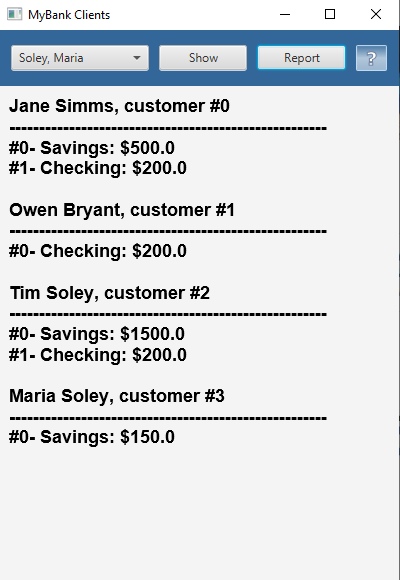 MyBank Clients
Soley, Maria
Show
Report
?
Jane Simms, customer #0
-----------------------------------------------------
#0- Savings: $500.0
#1- Checking: $200.0
Owen Bryant, customer #1
-----------------------------------------------------
#0- Checking: $200.0
Tim Soley, customer #2
-----------------------------------------------------
#0- Savings: $1500.0
#1- Checking: $200.0
Maria Soley, customer #3
-----------------------------------------------------
#0- Savings: $150.0